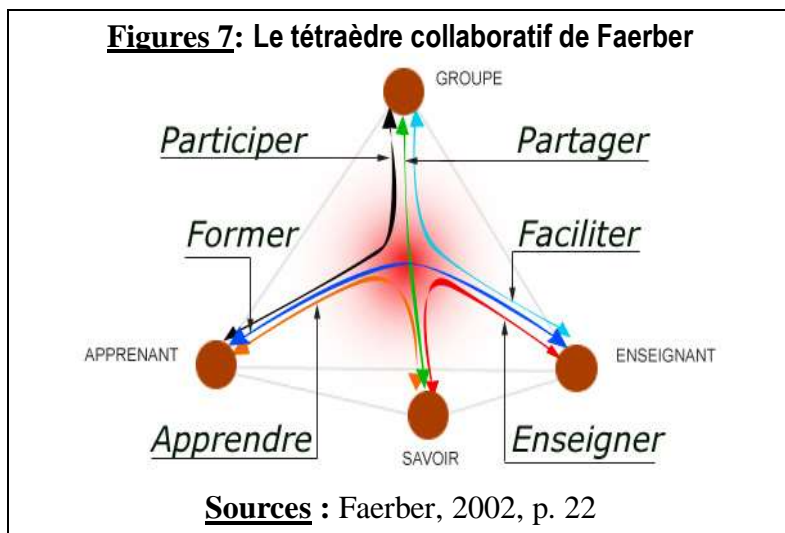 Figures 7: Le tétraèdre collaboratif de Faerber
GROUPE
Participer
Partager
Former
Faciliter
APPRENANT
ENSEIGNANT
Apprendre
SAVOIR
Enseigner
Sources : Faerber, 2002, p. 22